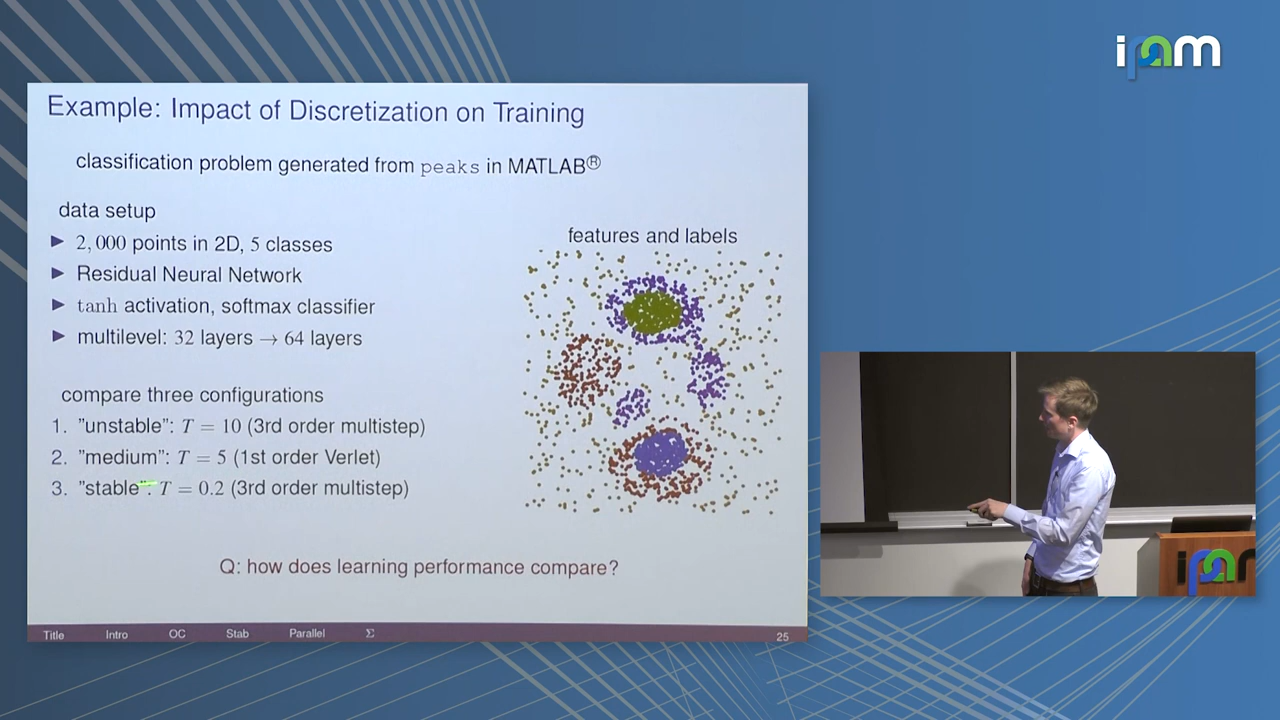 ipam
Example: Impact of Discretization on Training
classification problem generated from peaks in MATLAB®
data setup
▶ 2,000 points in 2D, 5 classes
▶ Residual Neural Network
▶ tanh activation, softmax classifier
▶ multilevel: 32 layers → 64 layers
features and labels
compare three configurations
1. "unstable": T = 10 (3rd order multistep)
2. "medium": T = 5 (1st order Verlet)
3. "stable": T = 0.2 (3rd order multistep)
Q: how does learning performance compare?
Title Intro OC Stab Parallel Σ 25
ipam